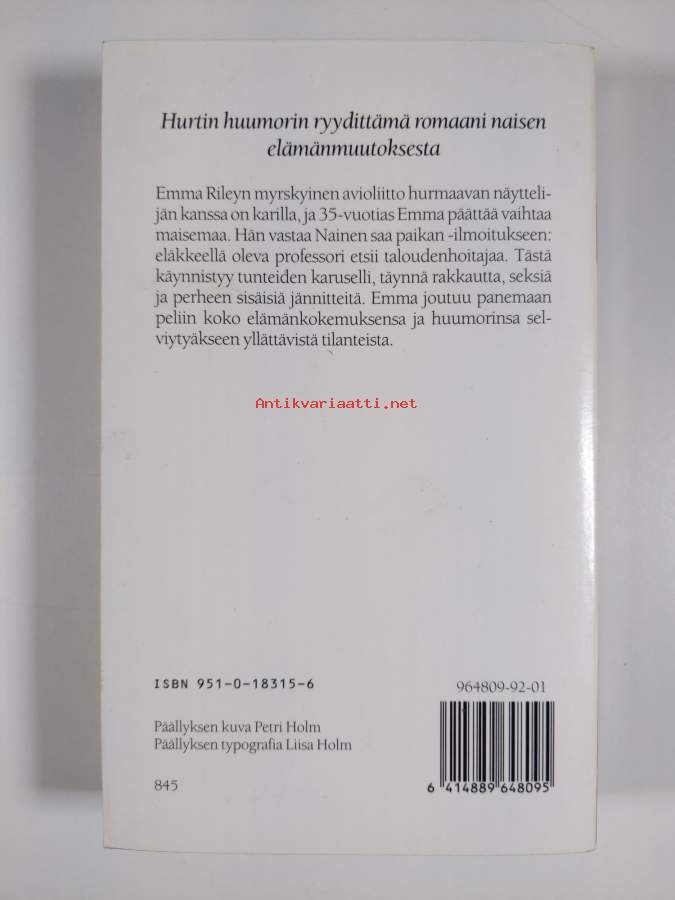 Hurtin huumorin ryydittämä romaani naisen
elämänmuutoksesta
Emma Rileyn myrskyinen avioliitto hurmaavan näytteli-
jän kanssa on karilla, ja 35-vuotias Emma päättää vaihtaa
maisemaa. Hän vastaa Nainen saa paikan -ilmoitukseen:
eläkkeellä oleva professori etsii taloudenhoitajaa. Tästä
käynnistyy tunteiden karuselli, täynnä rakkautta, seksiä
ja perheen sisäisiä jännitteitä. Emma joutuu panemaan
peliin koko elämänkokemuksensa ja huumorinsa sel-
viytyäkseen yllättävistä tilanteista.
Antikvariaatti.net
ISBN 951-0-18315-6
964809-92-01
Päällyksen kuva Petri Holm
Päällyksen typografia Liisa Holm
845
6 414889 648095